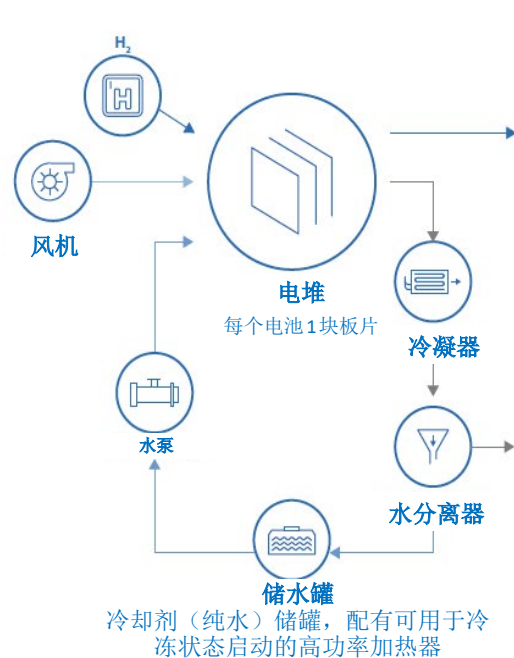 H₂
H
风机
电堆
每个电池1块板片
冷凝器
水泵
水分离器
储水罐
冷却剂（纯水）储罐，配有可用于冷
冻状态启动的高功率加热器